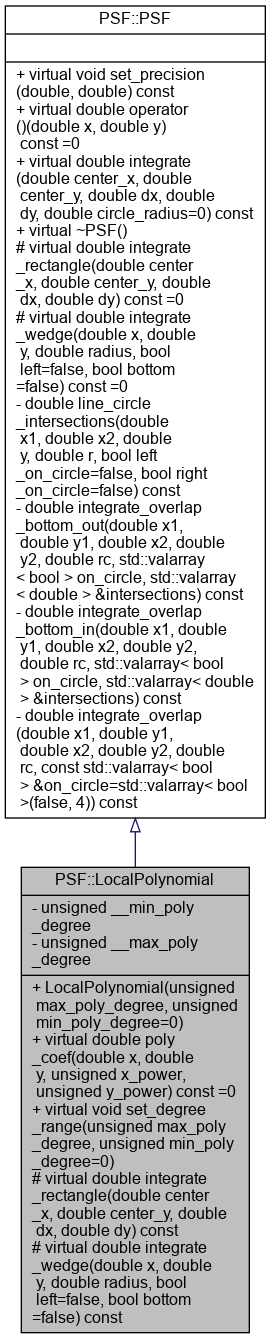 PSF::PSF
+ virtual void set_precision
(double, double) const
+ virtual double operator
()(double x, double y)
const =0
+ virtual double integrate
(double center_x, double
center_y, double dx, double
dy, double circle_radius=0) const
+ virtual ~PSF()
# virtual double integrate
_rectangle(double center
_x, double center_y, double
dx, double dy) const =0
# virtual double integrate
_wedge(double x, double
y, double radius, bool
left=false, bool bottom
=false) const =0
- double line_circle
_intersections(double
x1, double x2, double
y, double r, bool left
_on_circle=false, bool right
_on_circle=false) const
- double integrate_overlap
_bottom_out(double x1,
double y1, double x2, double
y2, double rc, std::valarray
< bool > on_circle, std::valarray
< double > &intersections) const
- double integrate_overlap
_bottom_in(double x1, double
y1, double x2, double y2,
double rc, std::valarray< bool
> on_circle, std::valarray< double
> &intersections) const
- double integrate_overlap
(double x1, double y1,
double x2, double y2, double
rc, const std::valarray< bool
> &on_circle=std::valarray< bool
>(false, 4)) const
PSF::LocalPolynomial
- unsigned __min_poly
_degree
- unsigned __max_poly
_degree
+ LocalPolynomial(unsigned
max_poly_degree, unsigned
min_poly_degree=0)
+ virtual double poly
_coef(double x, double
y, unsigned x_power,
unsigned y_power) const =0
+ virtual void set_degree
_range(unsigned max_poly
_degree, unsigned min_poly
_degree=0)
# virtual double integrate
_rectangle(double center
_x, double center_y, double
dx, double dy) const
# virtual double integrate
_wedge(double x, double
y, double radius, bool
left=false, bool bottom
=false) const